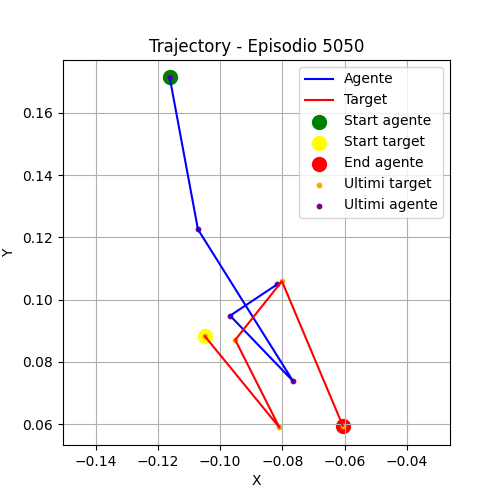 Trajectory - Episodio 5050
Agente
Target
Start agente
Start target
End agente
Ultimi target
Ultimi agente
0.16
0.14
0.12
0.10
0.08
0.06
Y
−0.14
−0.12
−0.10
−0.08
−0.06
−0.04
X